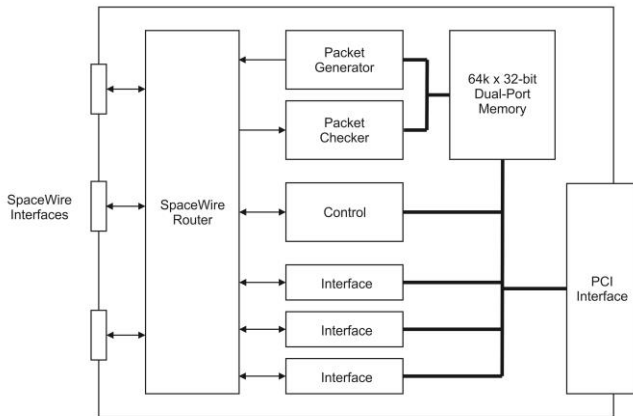 Packet
Generator
64k x 32-bit
Dual-Port
Memory
Packet
Checker
SpaceWire
Interfaces
SpaceWire
Router
Control
PCI
Interface
Interface
Interface
Interface